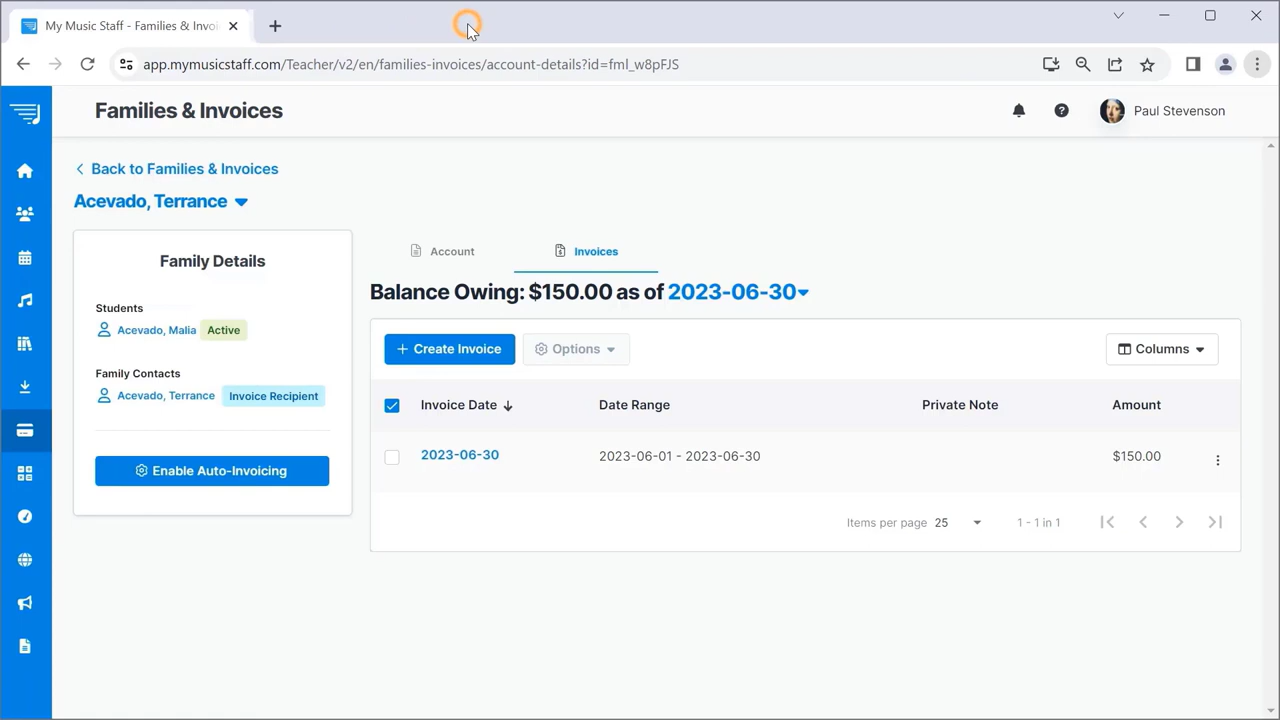 My Music Staff - Families & Invoi
app.mymusicstaff.com/Teacher/v2/en/families-invoices/account-details?id=fml_w8pFJS
Families & Invoices
Paul Stevenson
Back to Families & Invoices
Acevado, Terrance
Family Details
Students
Acevado, Malia Active
Family Contacts
Acevado, Terrance Invoice Recipient
Enable Auto-Invoicing
Account Invoices
Balance Owing: $150.00 as of 2023-06-30
+ Create Invoice Options Columns
Invoice Date Date Range Private Note Amount
2023-06-30 2023-06-01 - 2023-06-30 $150.00
Items per page 25 1 - 1 in 1